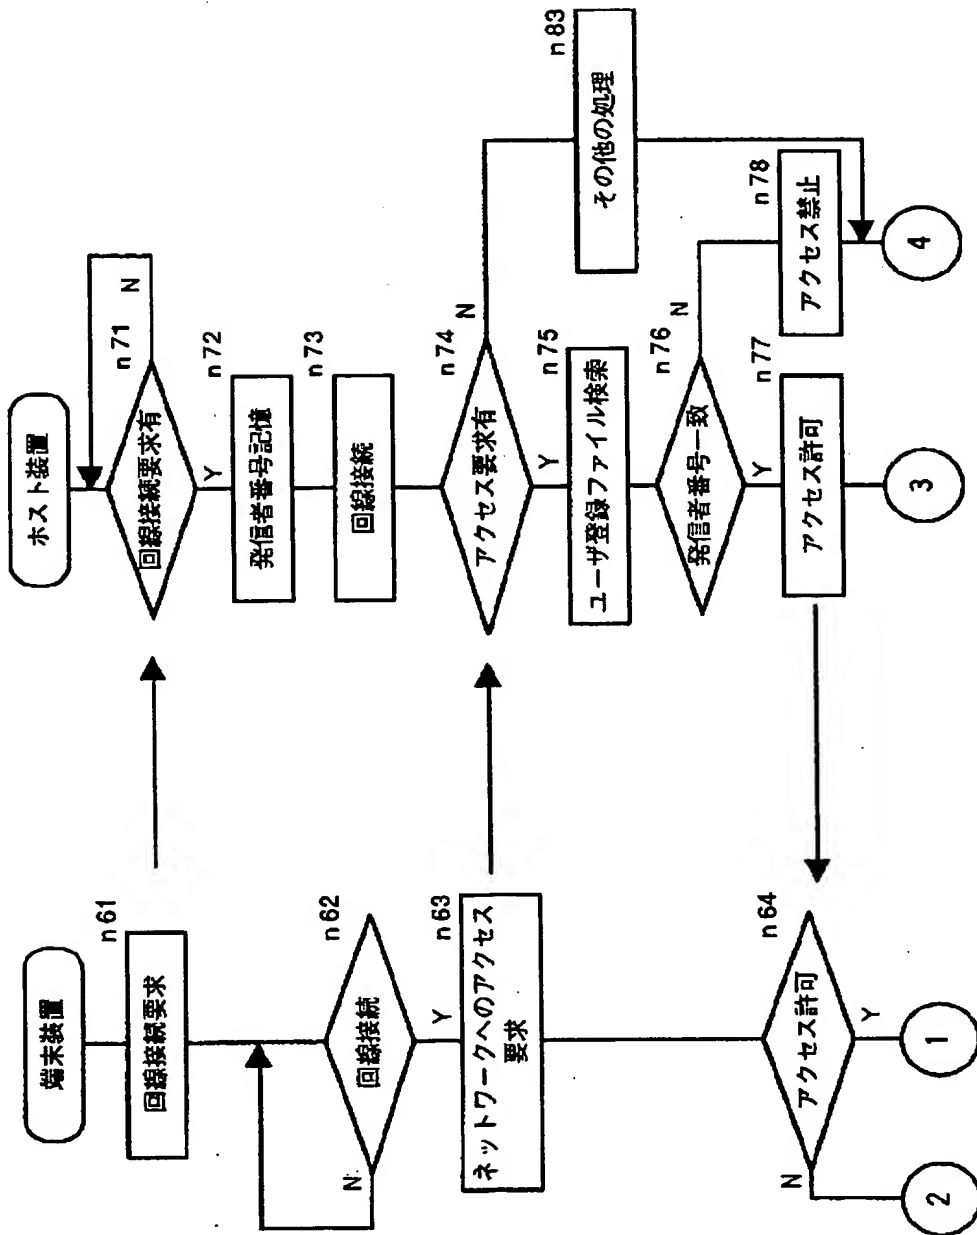 端末装置
n61
回線接続要求
n62
回線接続
N
Y
n63
ネットワークへのアクセス
要求
n64
アクセス許可
N
Y
2
1
ホスト装置
n71
回線接続要求有
N
Y
n72
発信者番号記憶
n73
回線接続
n74
アクセス要求有
N
Y
n75
ユーザ登録ファイル検索
n76
発信者番号一致
N
Y
n77
アクセス許可
n78
アクセス禁止
n83
その他の処理
3
4